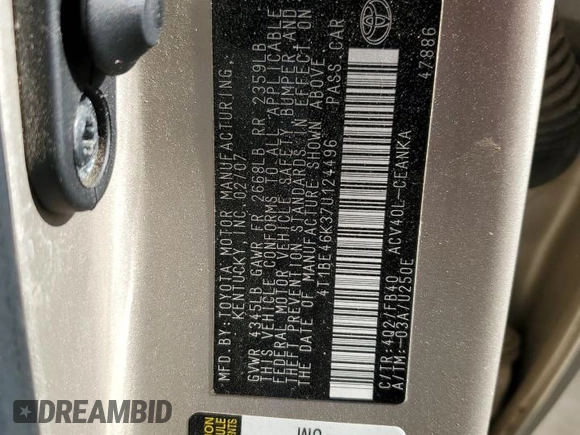 MFD. BY:TOYOTA MOTOR MANUFACTURING,
KENTUCKY, INC. 02/07
GVWR 4345LB GAWR FR 2668LB RR 2359LB
THIS VEHICLE CONFORMS TO ALL APPLICABLE
FEDERAL MOTOR VEHICLE SAFETY, BUMPER AND
THEFT PREVENTION STANDARDS IN EFFECT ON
THE DATE OF MANUFACTURE SHOWN ABOVE.
4T1BE46K37U124496 PASS CAR
C/TR:4Q2/FB40 ACV40L-CEANKA
A/TM:-03A/U250E
47886
DREAMBID